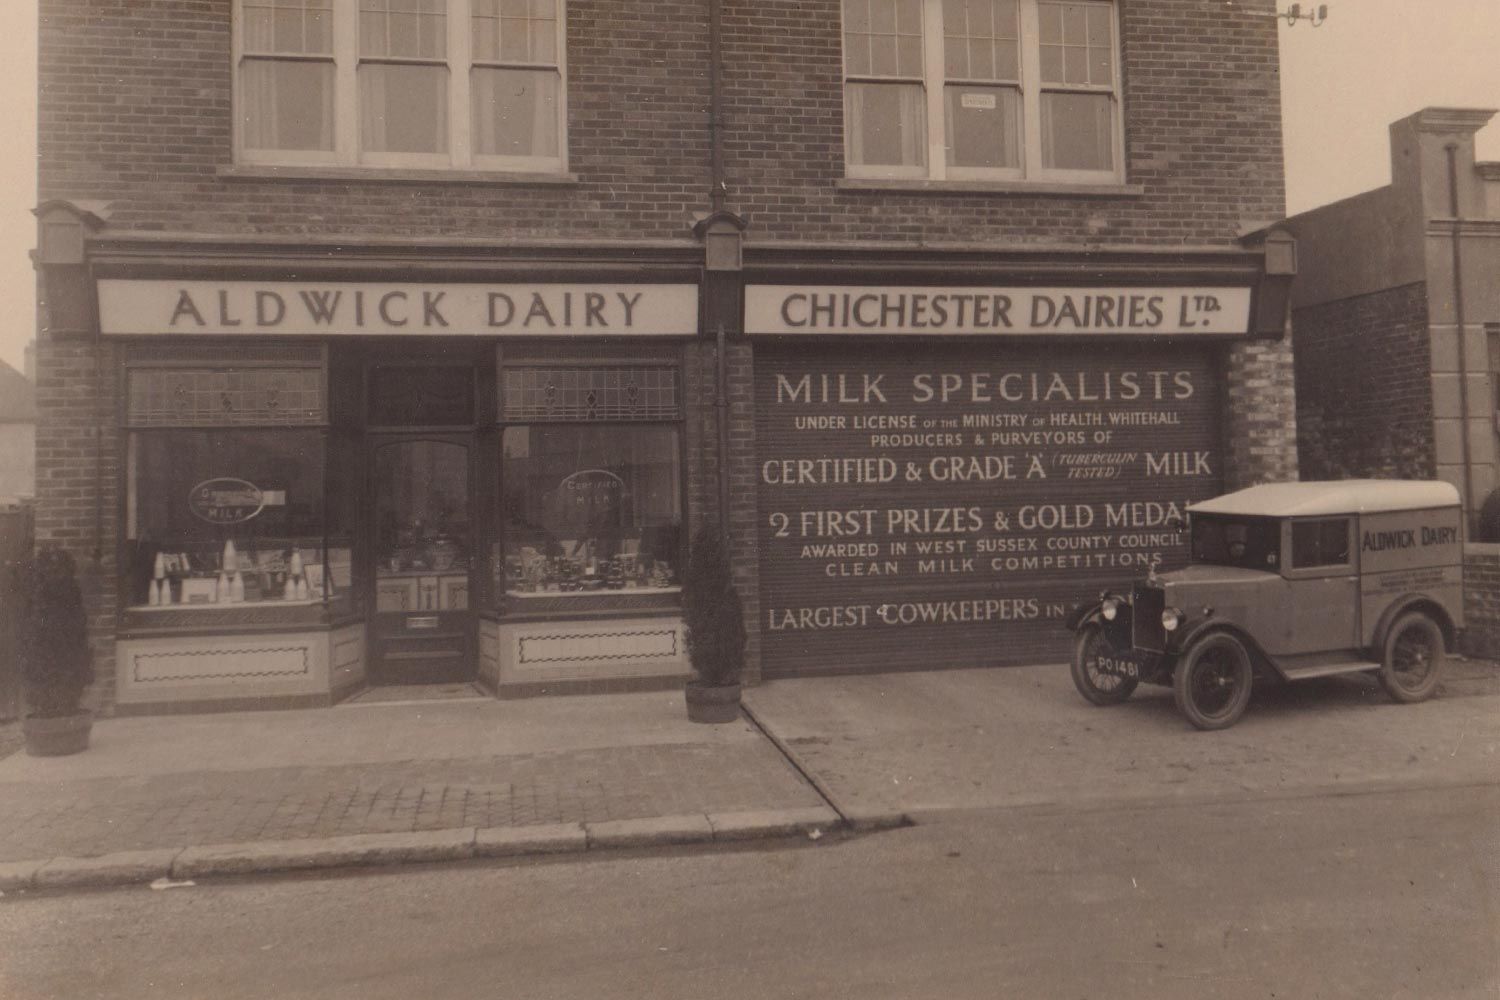 ALDWICK DAIRY
CHICHESTER DAIRIES LTD.
MILK
CERTIFIED
MILK
MILK SPECIALISTS
UNDER LICENSE OF THE MINISTRY OF HEALTH. WHITEHALL
PRODUCERS & PURVEYORS OF
CERTIFIED & GRADE 'A' (TUBERCULIN TESTED) MILK
2 FIRST PRIZES & GOLD MEDA
AWARDED IN WEST SUSSEX COUNTY COUNCIL
CLEAN MILK COMPETITIONS
LARGEST COWKEEPERS IN
ALDWICK DAIRY
PO 1481